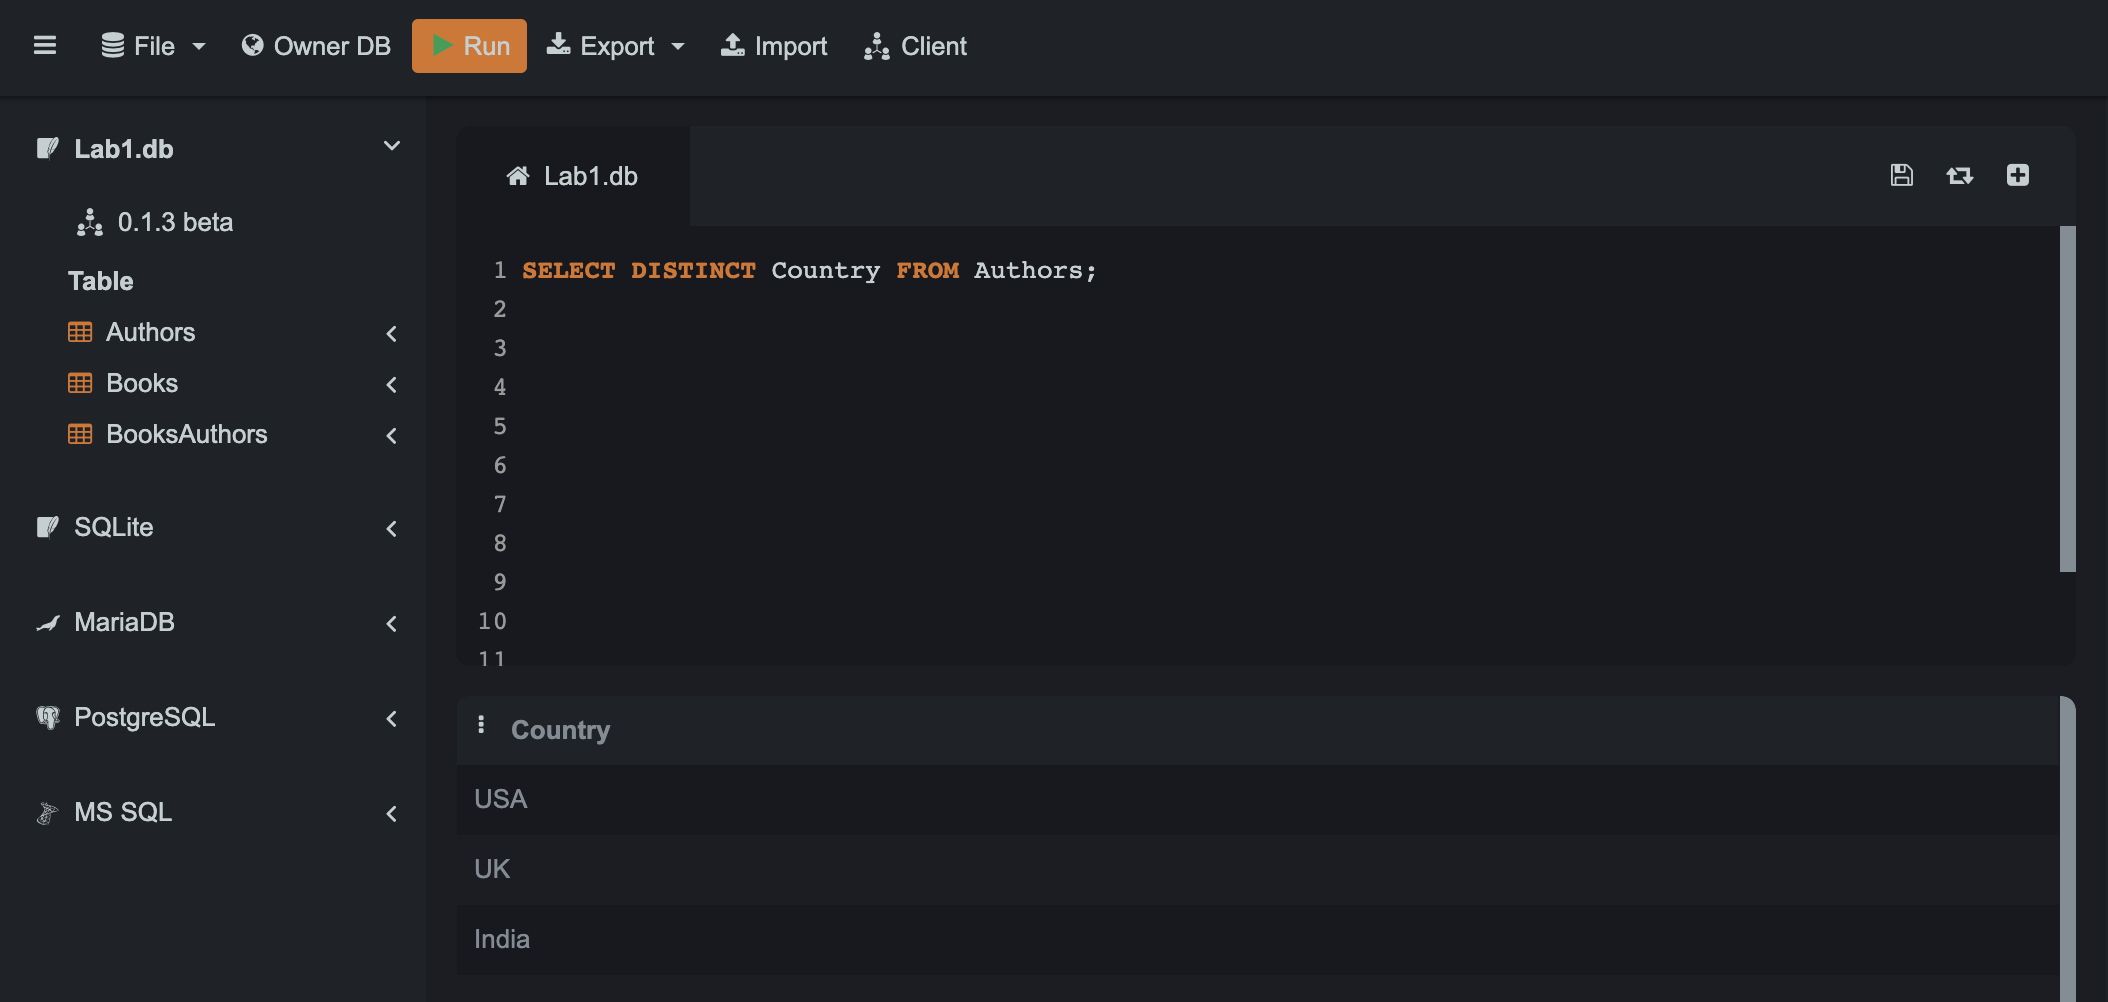 File Owner DB Run Export Import Client
Lab1.db
0.1.3 beta
Table
Authors
Books
BooksAuthors
SQLite
MariaDB
PostgreSQL
MS SQL
Lab1.db
1 SELECT DISTINCT Country FROM Authors;
2
3
4
5
6
7
8
9
10
11
Country
USA
UK
India